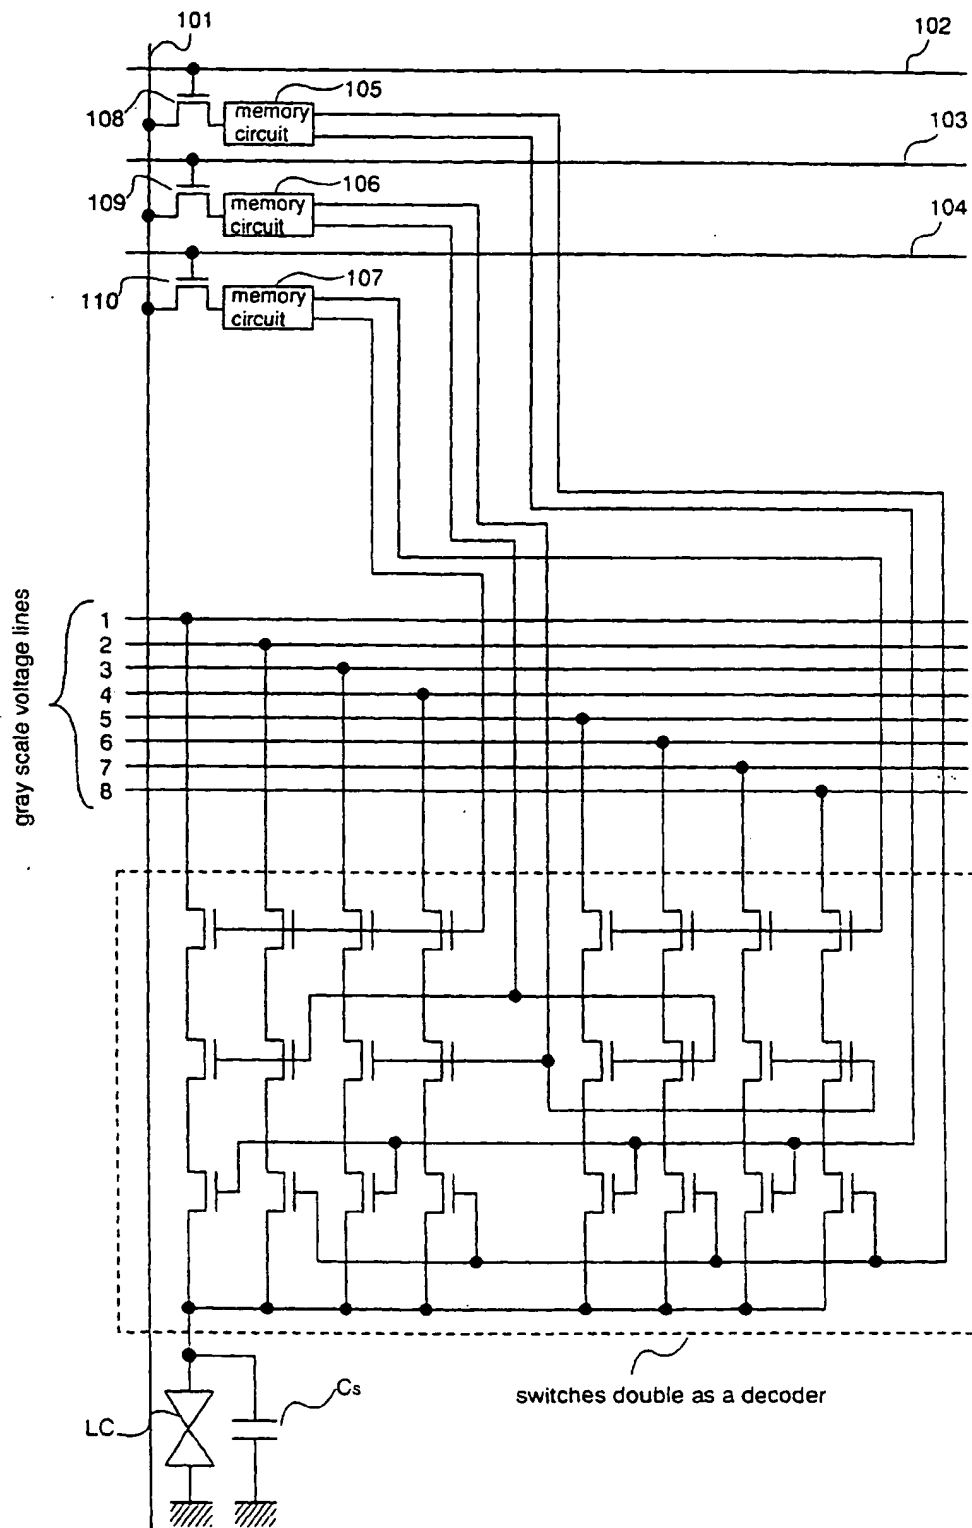 101
102
105
memory
circuit
108
103
106
memory
circuit
109
104
107
memory
circuit
110
gray scale voltage lines
1
2
3
4
5
6
7
8
switches double as a decoder
Cs
LC